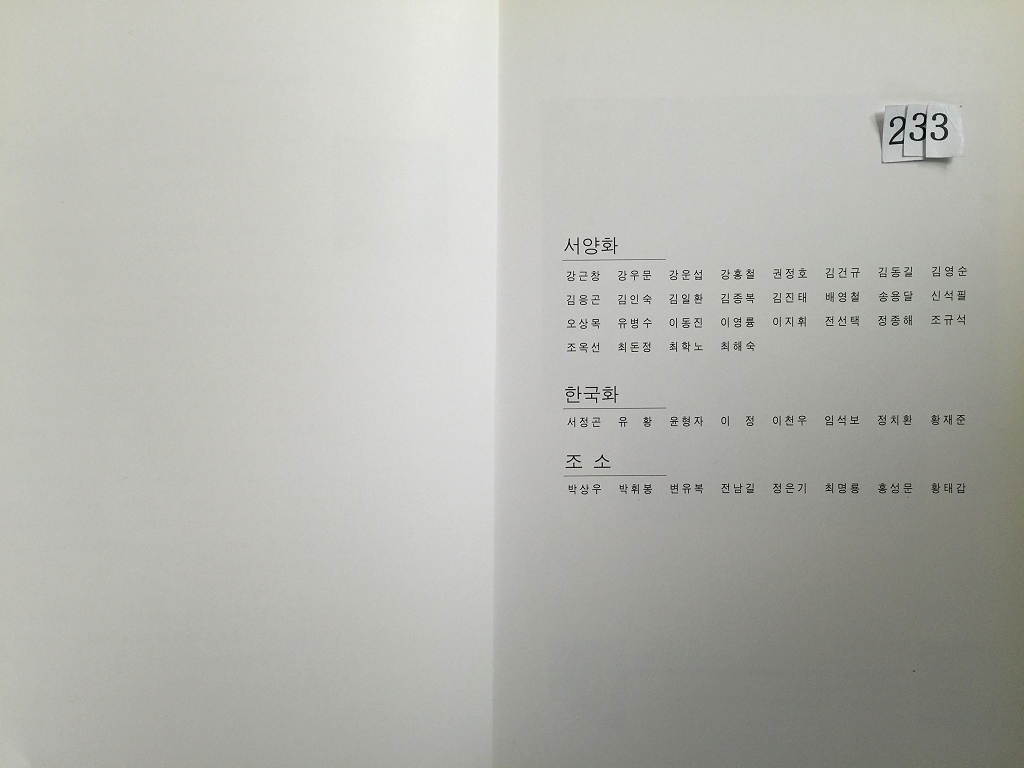 233
서양화
강근창 강우문 강운섭 강홍철 권정호 김건규 김동길 김영순
김응곤 김인숙 김일환 김종복 김진태 배영철 송응달 신석필
오상목 유병수 이동진 이영륭 이지휘 전선택 정종해 조규석
조옥선 최돈정 최학노 최해숙
한국화
서정곤 유 황 윤형자 이 정 이천우 임석보 정치환 황재준
조 소
박상우 박휘봉 변유복 전남길 정은기 최명룡 홍성문 황태갑